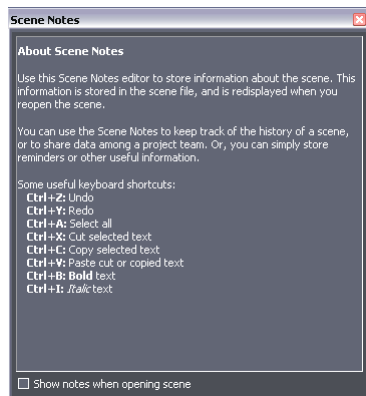 Scene Notes
About Scene Notes
Use this Scene Notes editor to store information about the scene. This
information is stored in the scene file, and is redisplayed when you
reopen the scene.
You can use the Scene Notes to keep track of the history of a scene,
or to share data among a project team. Or, you can simply store
reminders or other useful information.
Some useful keyboard shortcuts:
Ctrl+Z: Undo
Ctrl+Y: Redo
Ctrl+A: Select all
Ctrl+X: Cut selected text
Ctrl+C: Copy selected text
Ctrl+V: Paste cut or copied text
Ctrl+B: Bold text
Ctrl+I: Italic text
Show notes when opening scene